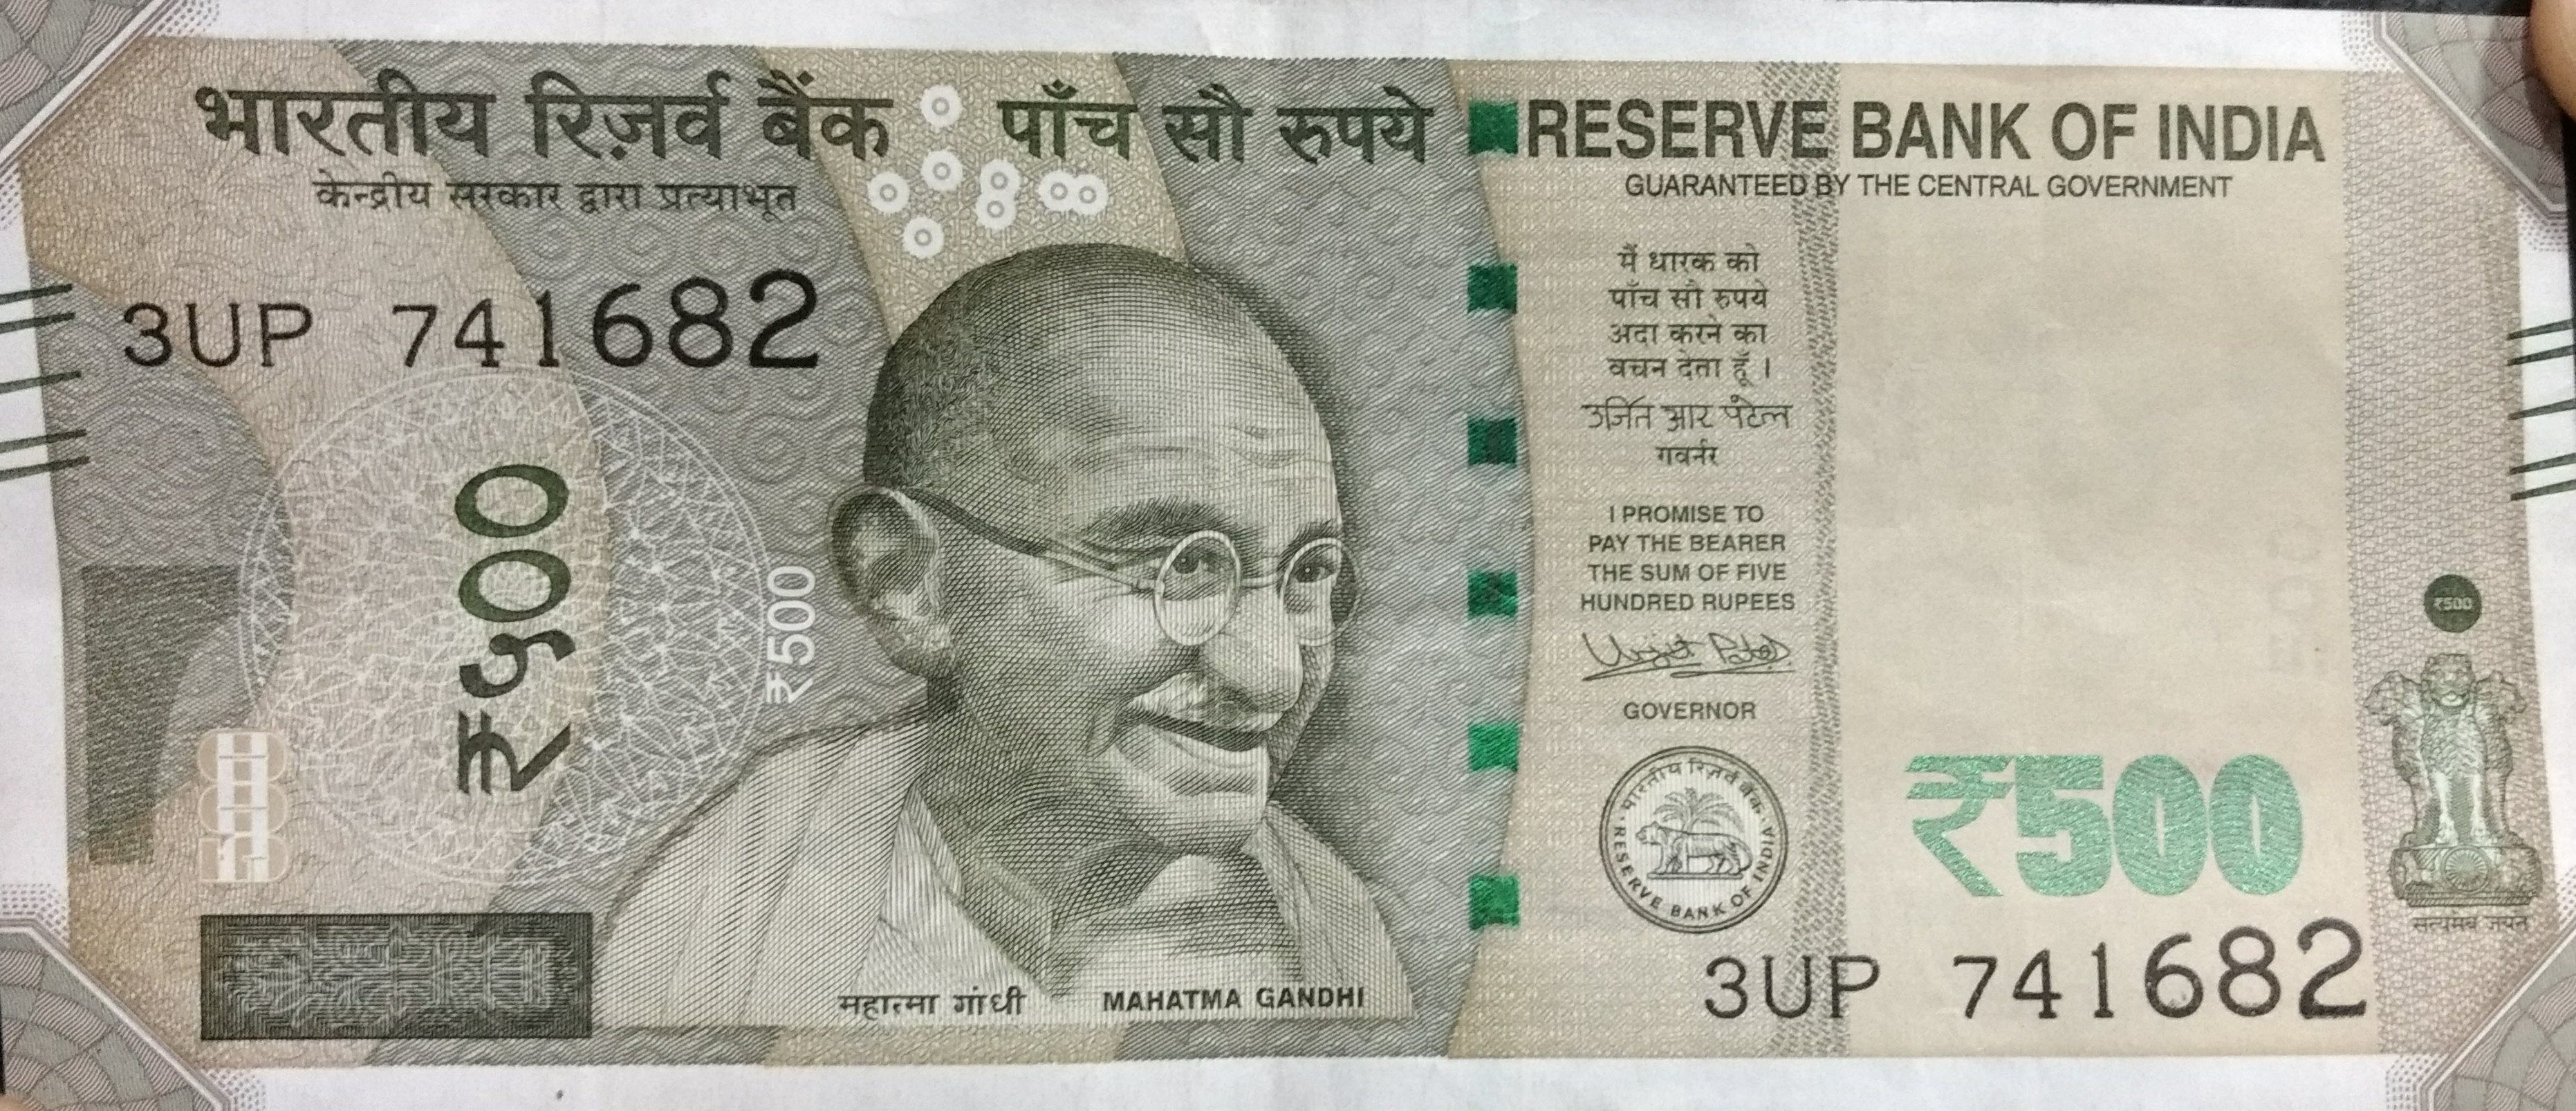 भारतीय रिज़र्व बैंक
केन्द्रीय सरकार द्वारा प्रत्याभूत
पाँच सौ रुपये
RESERVE BANK OF INDIA
GUARANTEED BY THE CENTRAL GOVERNMENT
3UP 741682
₹५००
₹500
मैं धारक को
पाँच सौ रुपये
अदा करने का
वचन देता हूँ ।
उर्जित आर पटेल
गवर्नर
I PROMISE TO
PAY THE BEARER
THE SUM OF FIVE
HUNDRED RUPEES
Urjit Patel
GOVERNOR
भारतीय रिज़र्व बैंक
RESERVE BANK OF INDIA
₹500
₹500
सत्यमेव जयते
3UP 741682
महात्मा गांधी
MAHATMA GANDHI